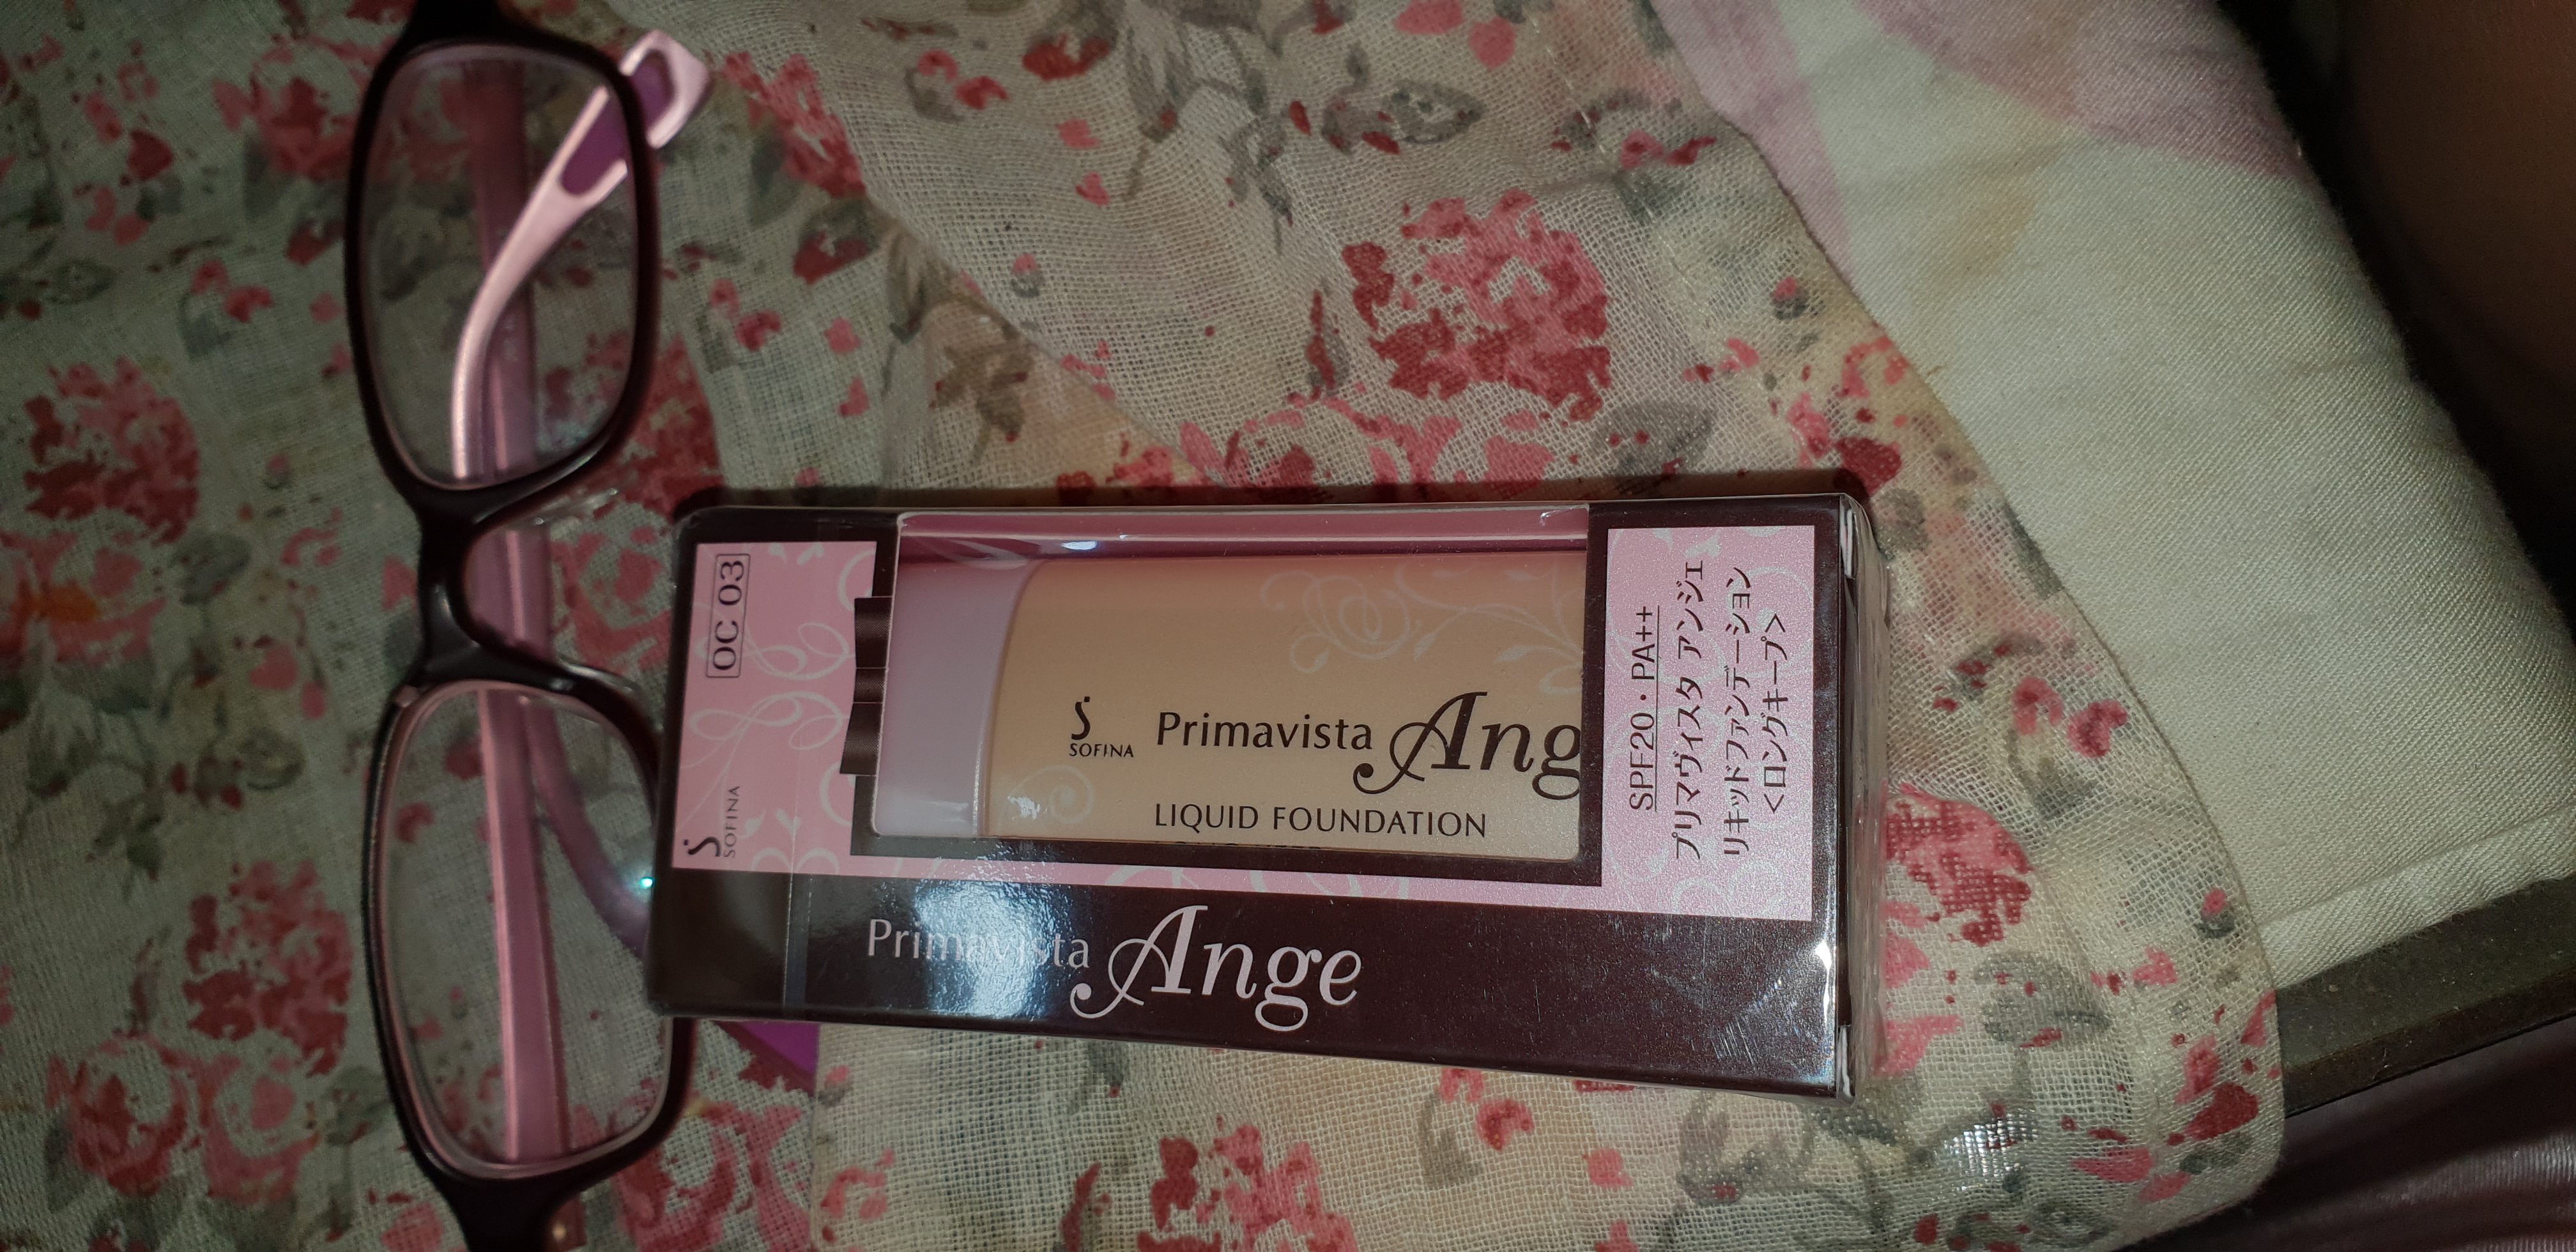 OC 03
SOFINA
SOFINA
Primavista Ang
LIQUID FOUNDATION
SPF20・PA++
プリマヴィスタ アンジェ
リキッドファンデーション
<ロングキープ>
Primavista Ange